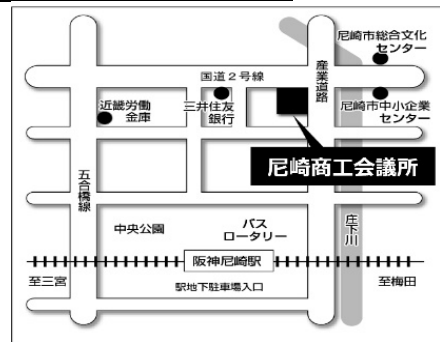 尼崎市総合文化
センター
国道2号線
産業道路
近畿労働
金庫
三井住友
銀行
尼崎市中小企業
センター
尼崎商工会議所
五合橋線
中央公園
バス
ロータリー
庄下川
阪神尼崎駅
至三宮
駅地下駐車場入口
至梅田